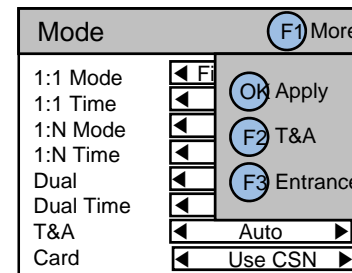 Mode F1 More
1:1 Mode ◀ Fi
1:1 Time ◀
OK Apply
1:N Mode ◀
F2 T&A
1:N Time ◀
Dual ◀
F3 Entrance
Dual Time ◀
T&A ◀ Auto ▶
Card ◀ Use CSN ▶